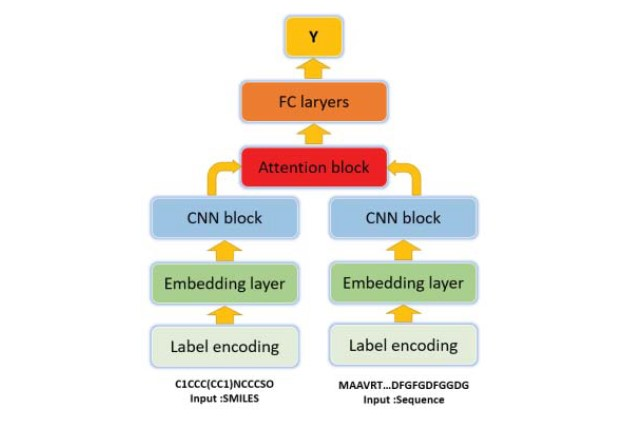 Y
FC laryers
Attention block
CNN block
CNN block
Embedding layer
Embedding layer
Label encoding
Label encoding
C1CCC(CC1)NCCCSO
Input :SMILES
MAAVRT...DFGFGDFGGDG
Input :Sequence